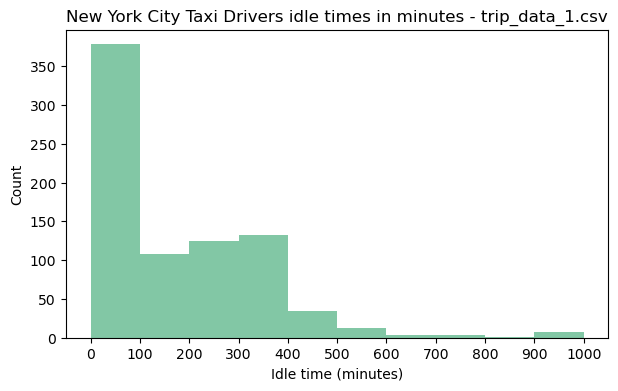 New York City Taxi Drivers idle times in minutes - trip_data_1.csv
350
300
250
200
150
100
50
0
Count
0 100 200 300 400 500 600 700 800 900 1000
Idle time (minutes)